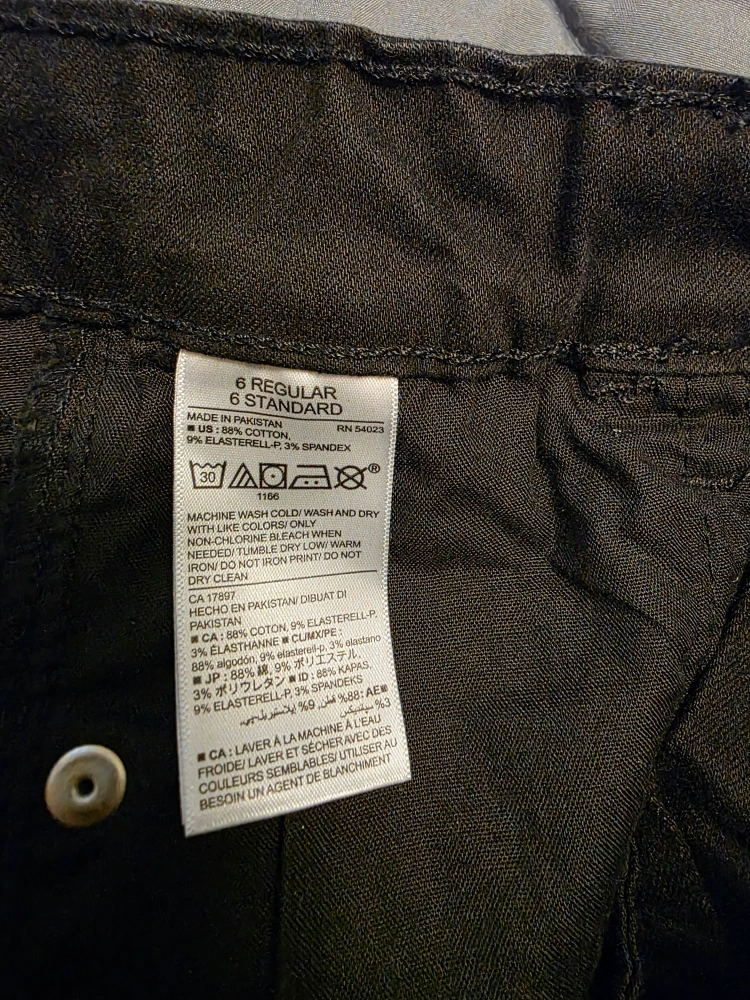 6 REGULAR
6 STANDARD
MADE IN PAKISTAN
RN 54023
■ US : 88% COTTON,
9% ELASTERELL-P, 3% SPANDEX
30
®
1166
MACHINE WASH COLD/ WASH AND DRY
WITH LIKE COLORS/ ONLY
NON-CHLORINE BLEACH WHEN
NEEDED/ TUMBLE DRY LOW/ WARM
IRON/ DO NOT IRON PRINT/ DO NOT
DRY CLEAN
CA 17897
HECHO EN PAKISTAN/ DIBUAT DI
PAKISTAN
■ CA : 88% COTON, 9% ELASTERELL-P.
3% ÉLASTHANNE ■ CL/MX/PE :
88% algodón, 9% elasterell-p, 3% elastano
■ JP : 88% 綿, 9% ポリエステル,
3% ポリウレタン ■ ID : 88% KAPAS,
9% ELASTERELL-P, 3% SPANDEKS
■AE :88% قطن, 9%
3% سباندكس
■ CA : LAVER À LA MACHINE À L'EAU
FROIDE/ LAVER ET SÉCHER AVEC DES
COULEURS SEMBLABLES/ UTILISER AU
BESOIN UN AGENT DE BLANCHIMENT